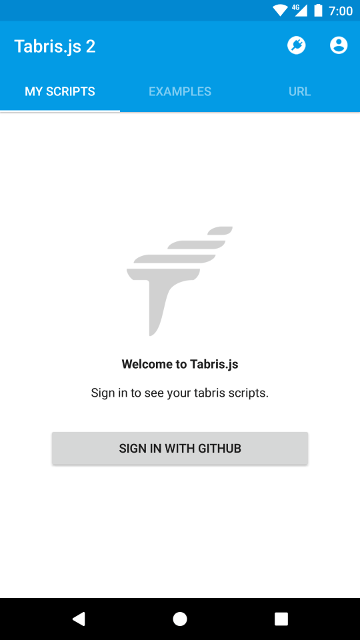 4G 7:00
Tabris.js 2
MY SCRIPTS EXAMPLES URL
Welcome to Tabris.js
Sign in to see your tabris scripts.
SIGN IN WITH GITHUB